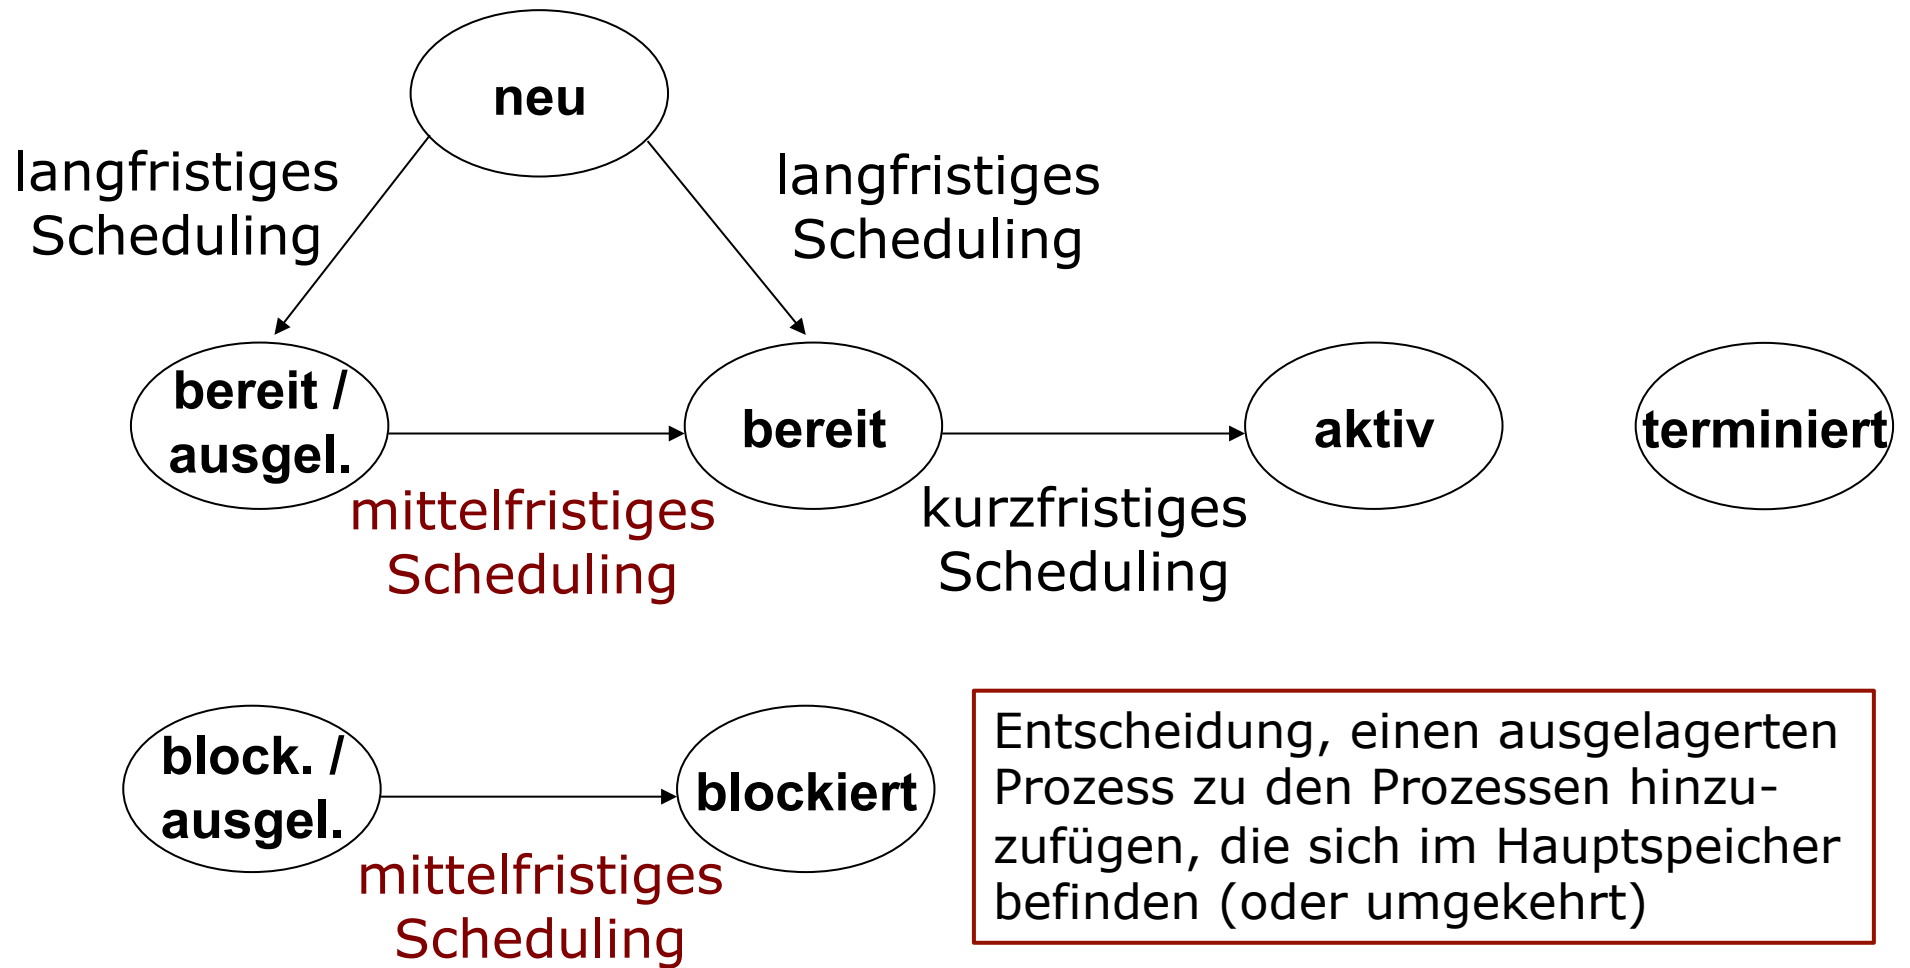 neu
langfristiges
Scheduling
langfristiges
Scheduling
bereit /
ausgel.
bereit
aktiv
terminiert
mittelfristiges
Scheduling
kurzfristiges
Scheduling
block. /
ausgel.
blockiert
mittelfristiges
Scheduling
Entscheidung, einen ausgelagerten
Prozess zu den Prozessen hinzu-
zufügen, die sich im Hauptspeicher
befinden (oder umgekehrt)